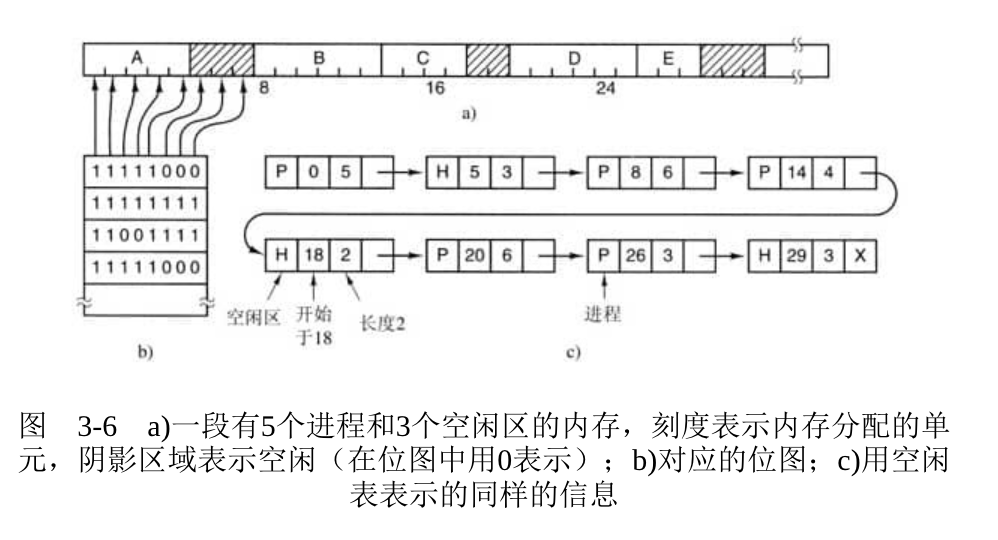 A B C D E
8 16 24
a)
11111000
11111111
11001111
11111000
b)
P 0 5 H 5 3 P 8 6 P 14 4
H 18 2 P 20 6 P 26 3 H 29 3 X
空闲区
开始
于18
长度2
进程
c)
图 3-6 a)一段有5个进程和3个空闲区的内存，刻度表示内存分配的单
元，阴影区域表示空闲（在位图中用0表示）；b)对应的位图；c)用空闲
表表示的同样的信息